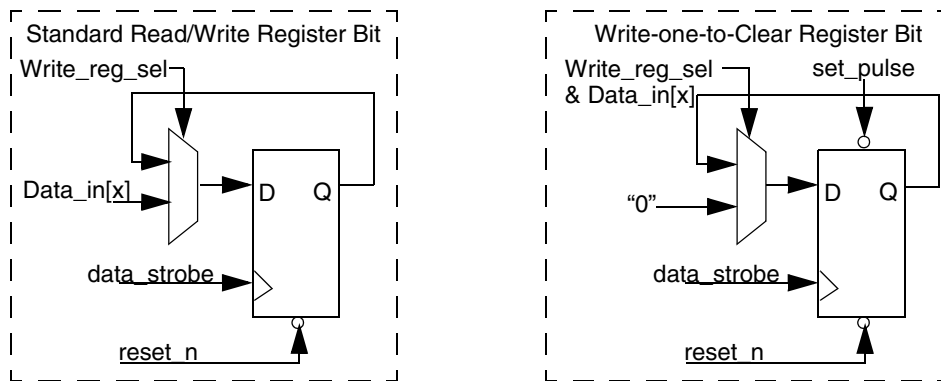 Standard Read/Write Register Bit
Write_reg_sel
Data_in[x]
D
Q
data_strobe
reset_n
Write-one-to-Clear Register Bit
Write_reg_sel
& Data_in[x]
set_pulse
“0”
D
Q
data_strobe
reset_n